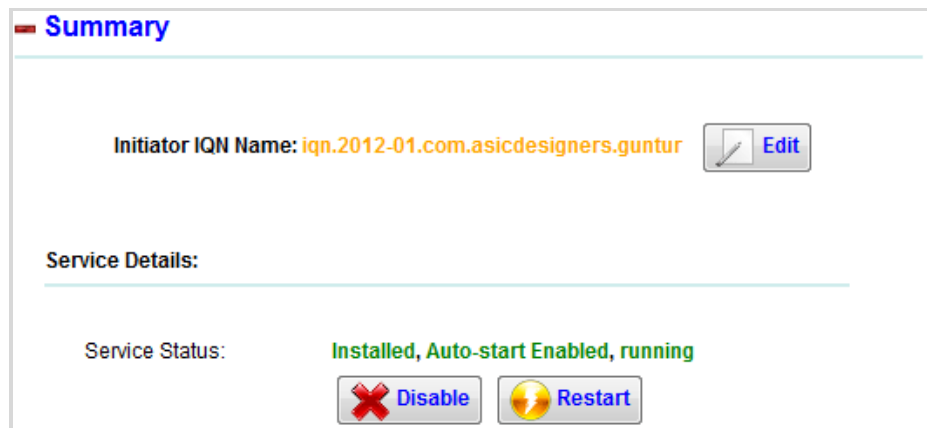 Summary
Initiator IQN Name: iqn.2012-01.com.asicdesigners.guntur Edit
Service Details:
Service Status: Installed, Auto-start Enabled, running
Disable Restart